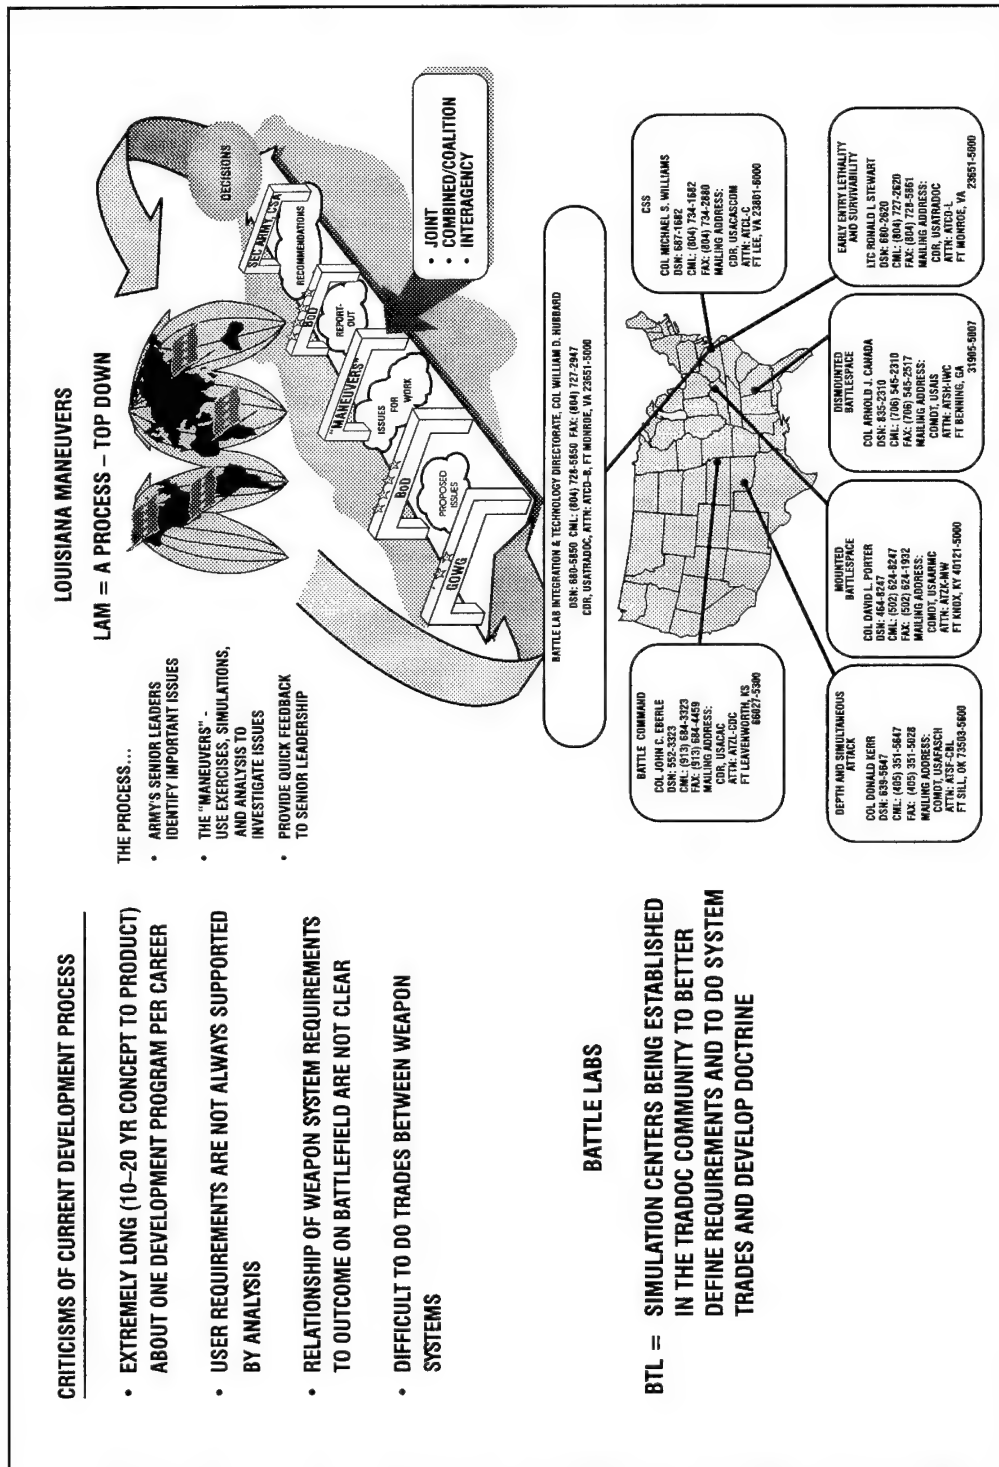 CRITICISMS OF CURRENT DEVELOPMENT PROCESS
• EXTREMELY LONG (10–20 YR CONCEPT TO PRODUCT)
ABOUT ONE DEVELOPMENT PROGRAM PER CAREER
• USER REQUIREMENTS ARE NOT ALWAYS SUPPORTED
BY ANALYSIS
• RELATIONSHIP OF WEAPON SYSTEM REQUIREMENTS
TO OUTCOME ON BATTLEFIELD ARE NOT CLEAR
• DIFFICULT TO DO TRADES BETWEEN WEAPON
SYSTEMS
LOUISIANA MANEUVERS
LAM = A PROCESS – TOP DOWN
THE PROCESS...
• ARMY'S SENIOR LEADERS
IDENTIFY IMPORTANT ISSUES
• THE "MANEUVERS" -
USE EXERCISES, SIMULATIONS,
AND ANALYSIS TO
INVESTIGATE ISSUES
• PROVIDE QUICK FEEDBACK
TO SENIOR LEADERSHIP
GOWG
PROPOSED
ISSUES
BoD
ISSUES
FOR
WORK
"MANEUVERS"
REPORT-
OUT
BoD
RECOMMENDATIONS
SEC ARMY, CSA
DECISIONS
• JOINT
• COMBINED/COALITION
• INTERAGENCY
BATTLE LABS
BTL = SIMULATION CENTERS BEING ESTABLISHED
IN THE TRADOC COMMUNITY TO BETTER
DEFINE REQUIREMENTS AND TO DO SYSTEM
TRADES AND DEVELOP DOCTRINE
BATTLE LAB INTEGRATION & TECHNOLOGY DIRECTORATE, COL WILLIAM D. HUBBARD
DSN: 680-5850 CML: (804) 728-5850 FAX: (804) 727-2947
CDR, USATRADOC, ATTN: ATCD-B, FT MONROE, VA 23651-5000
BATTLE COMMAND
COL JOHN C. EBERLE
DSN: 552-3323
CML: (913) 684-3323
FAX: (913) 684-4459
MAILING ADDRESS:
CDR, USACAC
ATTN: ATZL-CDC
FT LEAVENWORTH, KS
66027-5300
CSS
COL MICHAEL S. WILLIAMS
DSN: 687-1682
CML: (804) 734-1682
FAX: (804) 734-2880
MAILING ADDRESS:
CDR, USACASCOM
ATTN: ATCL-C
FT LEE, VA 23801-6000
DEPTH AND SIMULTANEOUS
ATTACK
COL DONALD KERR
DSN: 639-5647
CML: (405) 351-5647
FAX: (405) 351-5028
MAILING ADDRESS:
COMDT, USAFASCH
ATTN: ATSF-CBL
FT SILL, OK 73503-5600
MOUNTED
BATTLESPACE
COL DAVID L. PORTER
DSN: 464-8247
CML: (502) 624-8247
FAX: (502) 624-1932
MAILING ADDRESS:
COMDT, USAARMC
ATTN: ATZK-MW
FT KNOX, KY 40121-5000
DISMOUNTED
BATTLESPACE
COL ARNOLD J. CANADA
DSN: 835-2310
CML: (706) 545-2310
FAX: (706) 545-2517
MAILING ADDRESS:
COMDT, USAIS
ATTN: ATSH-IWC
FT BENNING, GA
31905-5007
EARLY ENTRY LETHALITY
AND SURVIVABILITY
LTC RONALD L STEWART
DSN: 680-2620
CML: (804) 727-2620
FAX: (804) 728-5861
MAILING ADDRESS:
CDR, USATRADOC
ATTN: ATCD-L
FT MONROE, VA
23651-5000